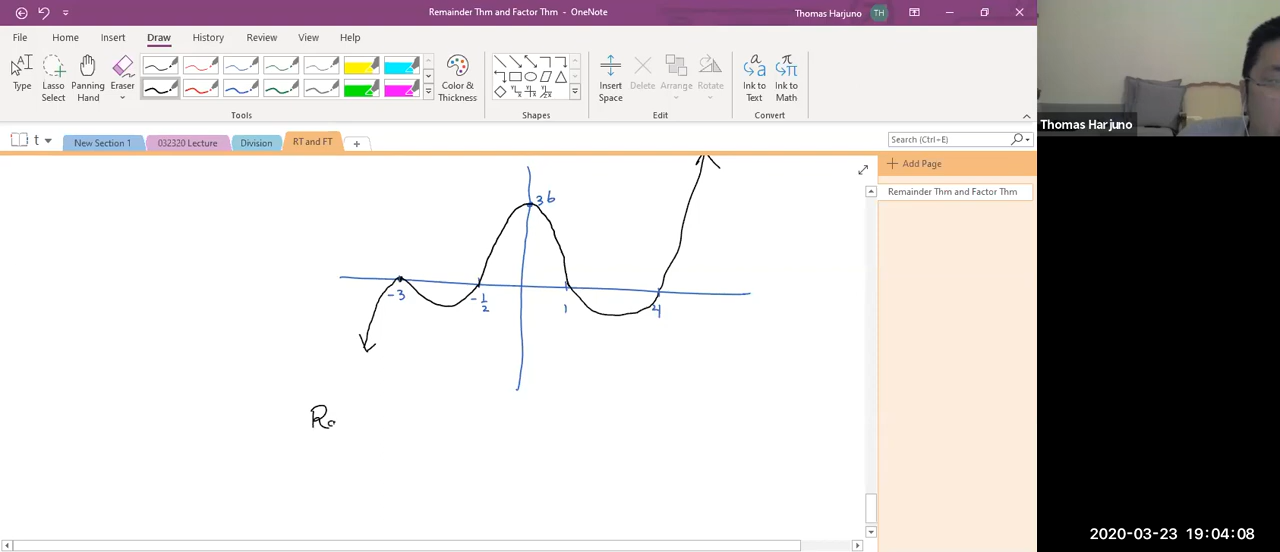 Remainder Thm and Factor Thm - OneNote
Thomas Harjuno
TH
File
Home
Insert
Draw
History
Review
View
Help
Type
Lasso Select
Panning Hand
Eraser
Color & Thickness
Insert Space
Delete
Arrange
Rotate
Ink to Text
Ink to Math
Tools
Shapes
Edit
Convert
t
New Section 1
032320 Lecture
Division
RT and FT
Search (Ctrl+E)
Add Page
Remainder Thm and Factor Thm
Thomas Harjuno
36
-3
-1/2
1
4
Ra
2020-03-23 19:04:08